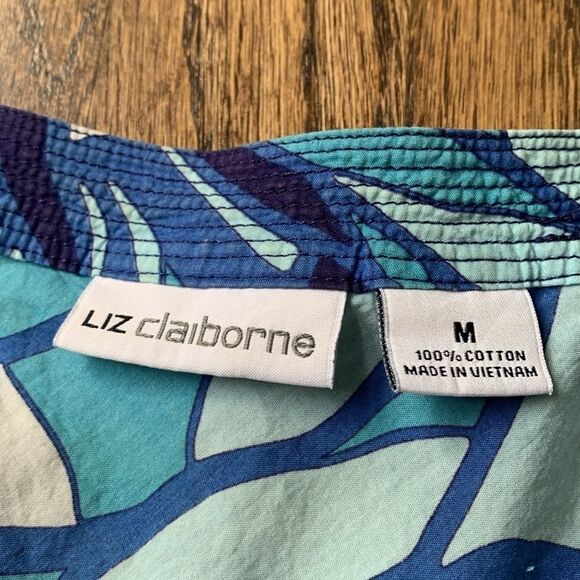 LIZ claiborne
M
100% COTTON
MADE IN VIETNAM